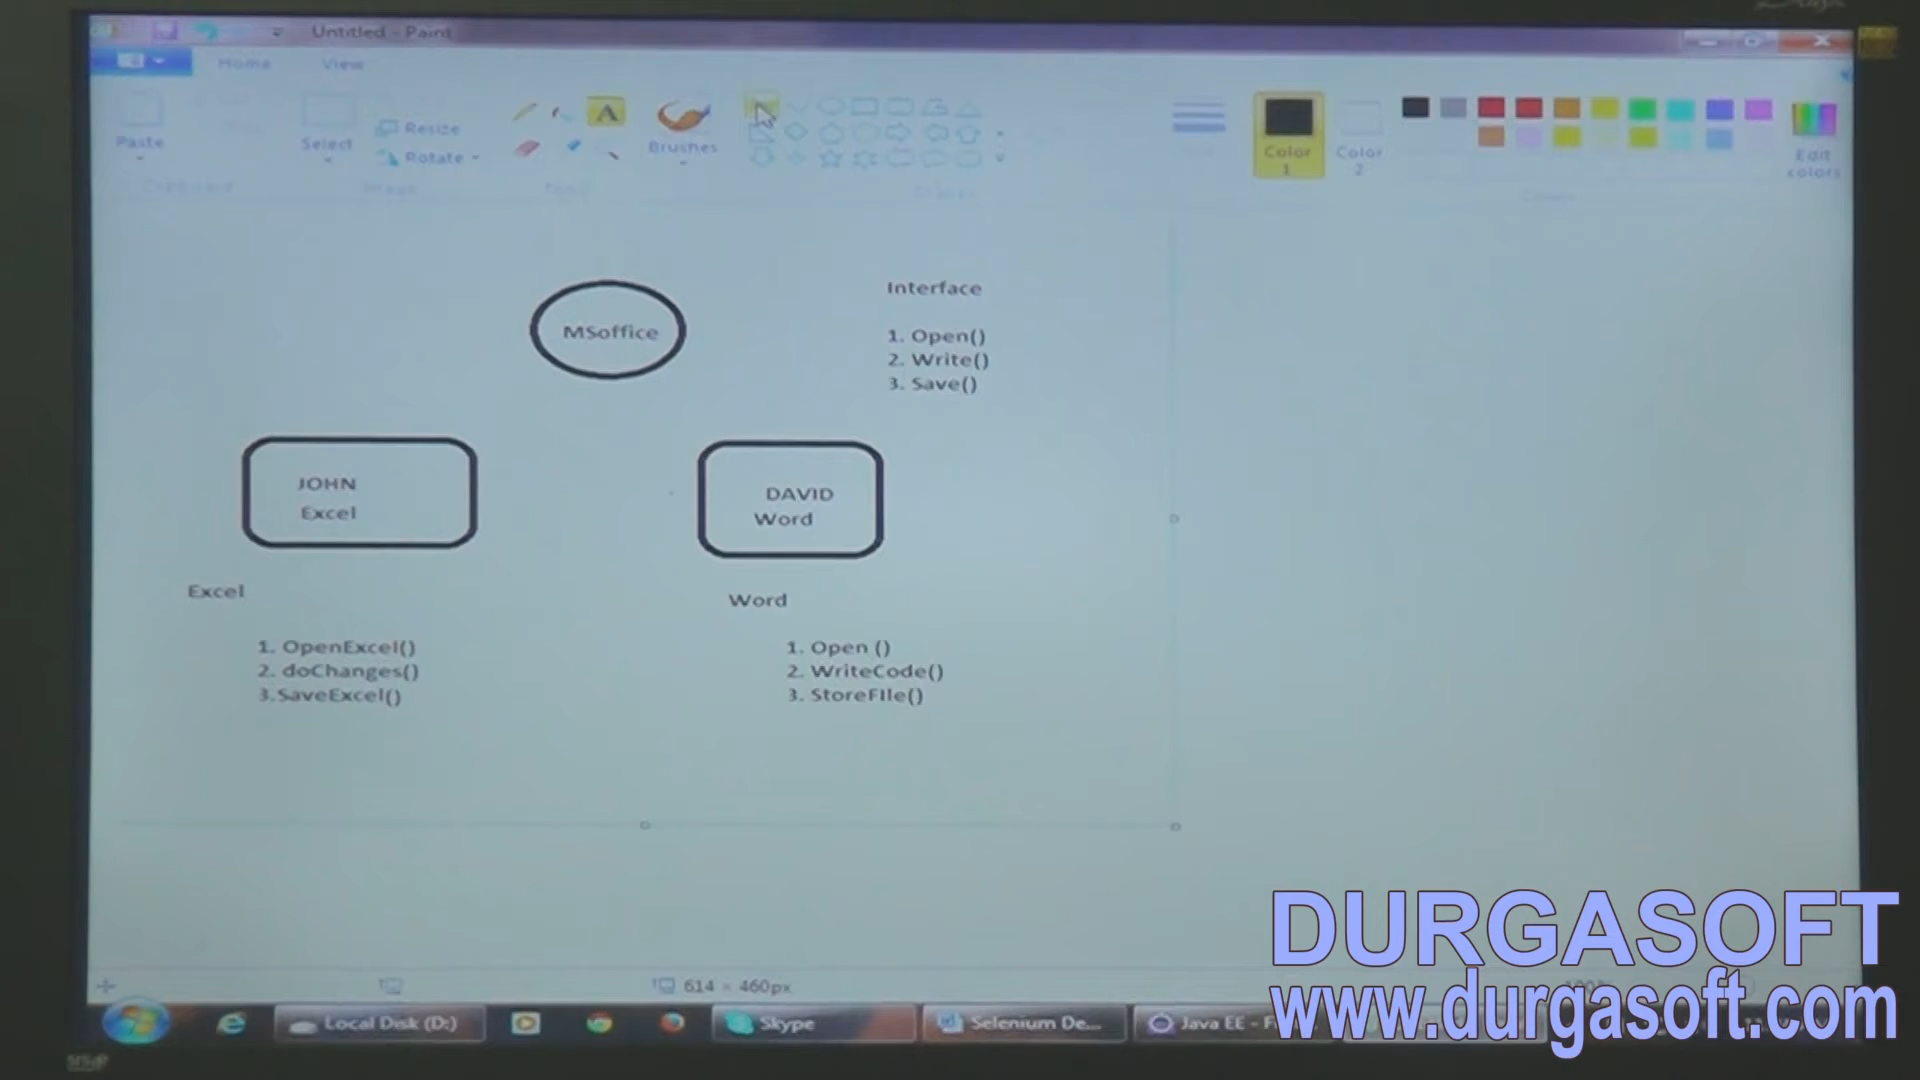 Untitled - Paint
Home View
Paste
Select
Resize
Rotate
A
Brushes
Color 1
Color 2
Edit colors
Image
MSoffice
Interface
1. Open()
2. Write()
3. Save()
JOHN
Excel
DAVID
Word
Excel
1. OpenExcel()
2. doChanges()
3.SaveExcel()
Word
1. Open ()
2. WriteCode()
3. StoreFIle()
614 × 460px
Local Disk (D:)
Skype
Selenium De...
Java EE - F
DURGASOFT
www.durgasoft.com